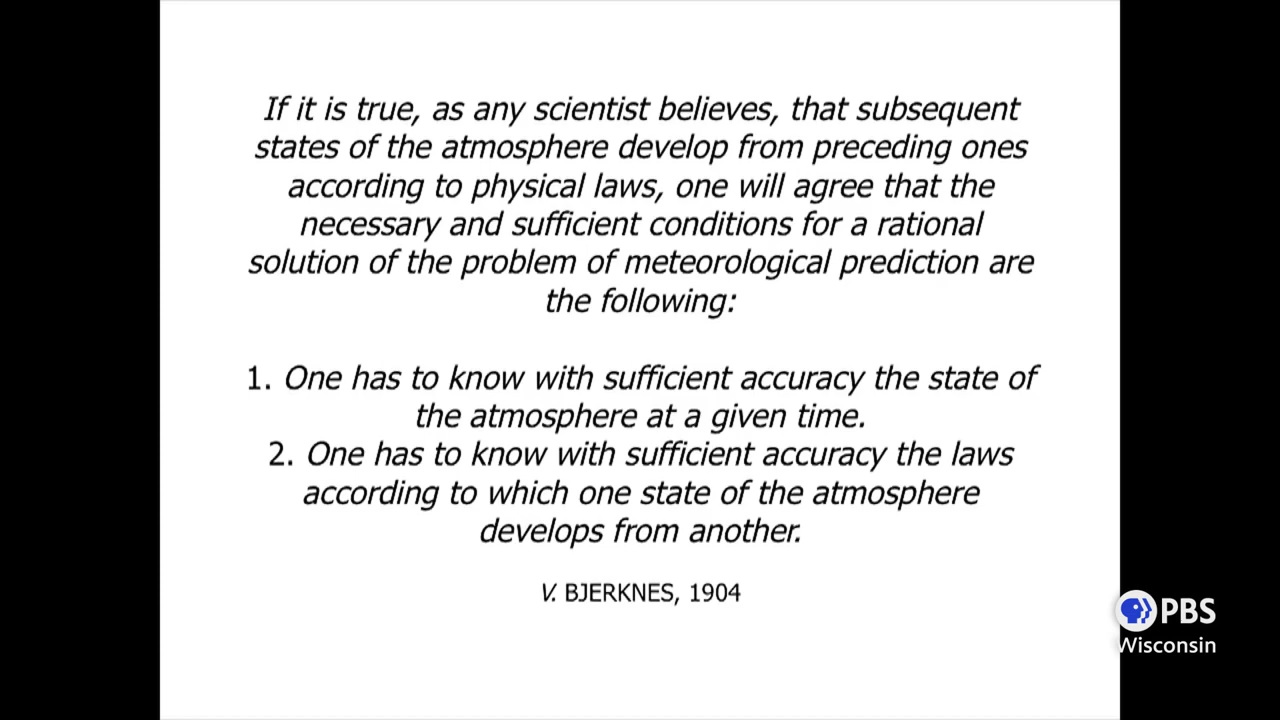 If it is true, as any scientist believes, that subsequent
states of the atmosphere develop from preceding ones
according to physical laws, one will agree that the
necessary and sufficient conditions for a rational
solution of the problem of meteorological prediction are
the following:
1. One has to know with sufficient accuracy the state of
the atmosphere at a given time.
2. One has to know with sufficient accuracy the laws
according to which one state of the atmosphere
develops from another.
V. BJERKNES, 1904
PBS
Wisconsin